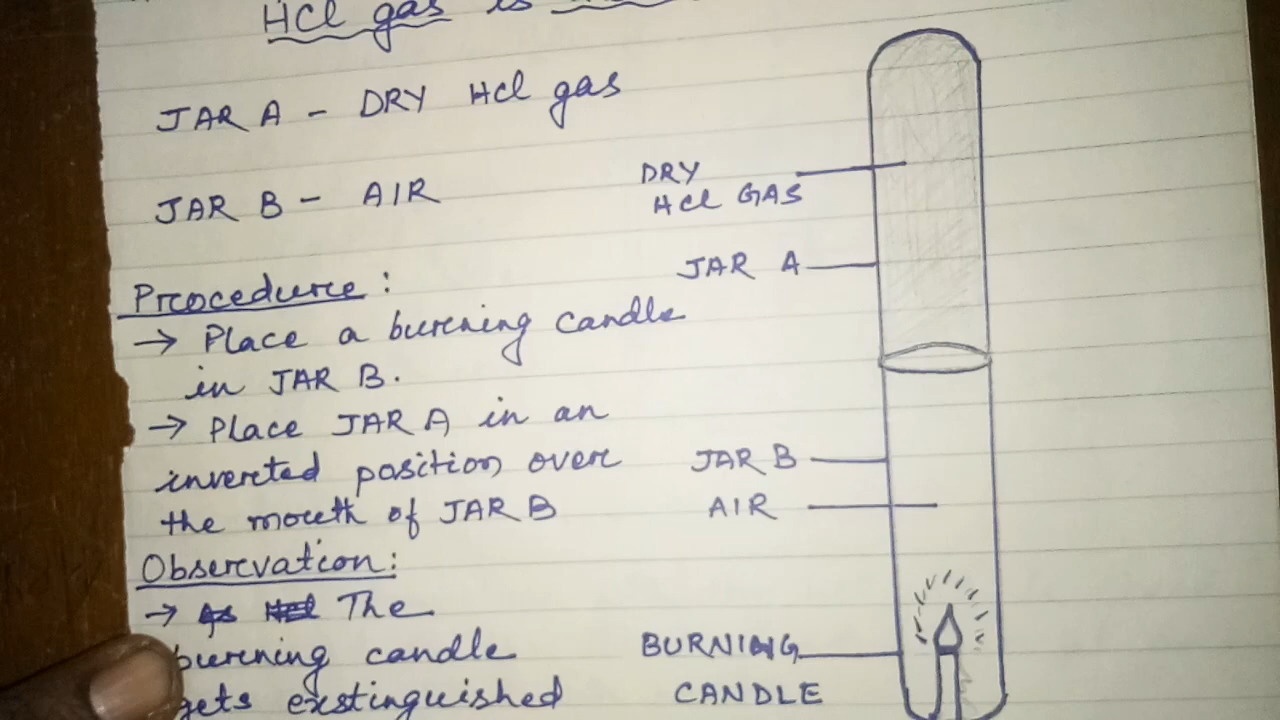 HCl gas is
JAR A - DRY HCl gas
JAR B - AIR
Procedure:
→ Place a burning candle
in JAR B.
→ Place JAR A in an
inverted position over
the mouth of JAR B
Observation:
→ The
burning candle
gets exstinguished
DRY
HCl GAS
JAR A
JAR B
AIR
BURNING
CANDLE